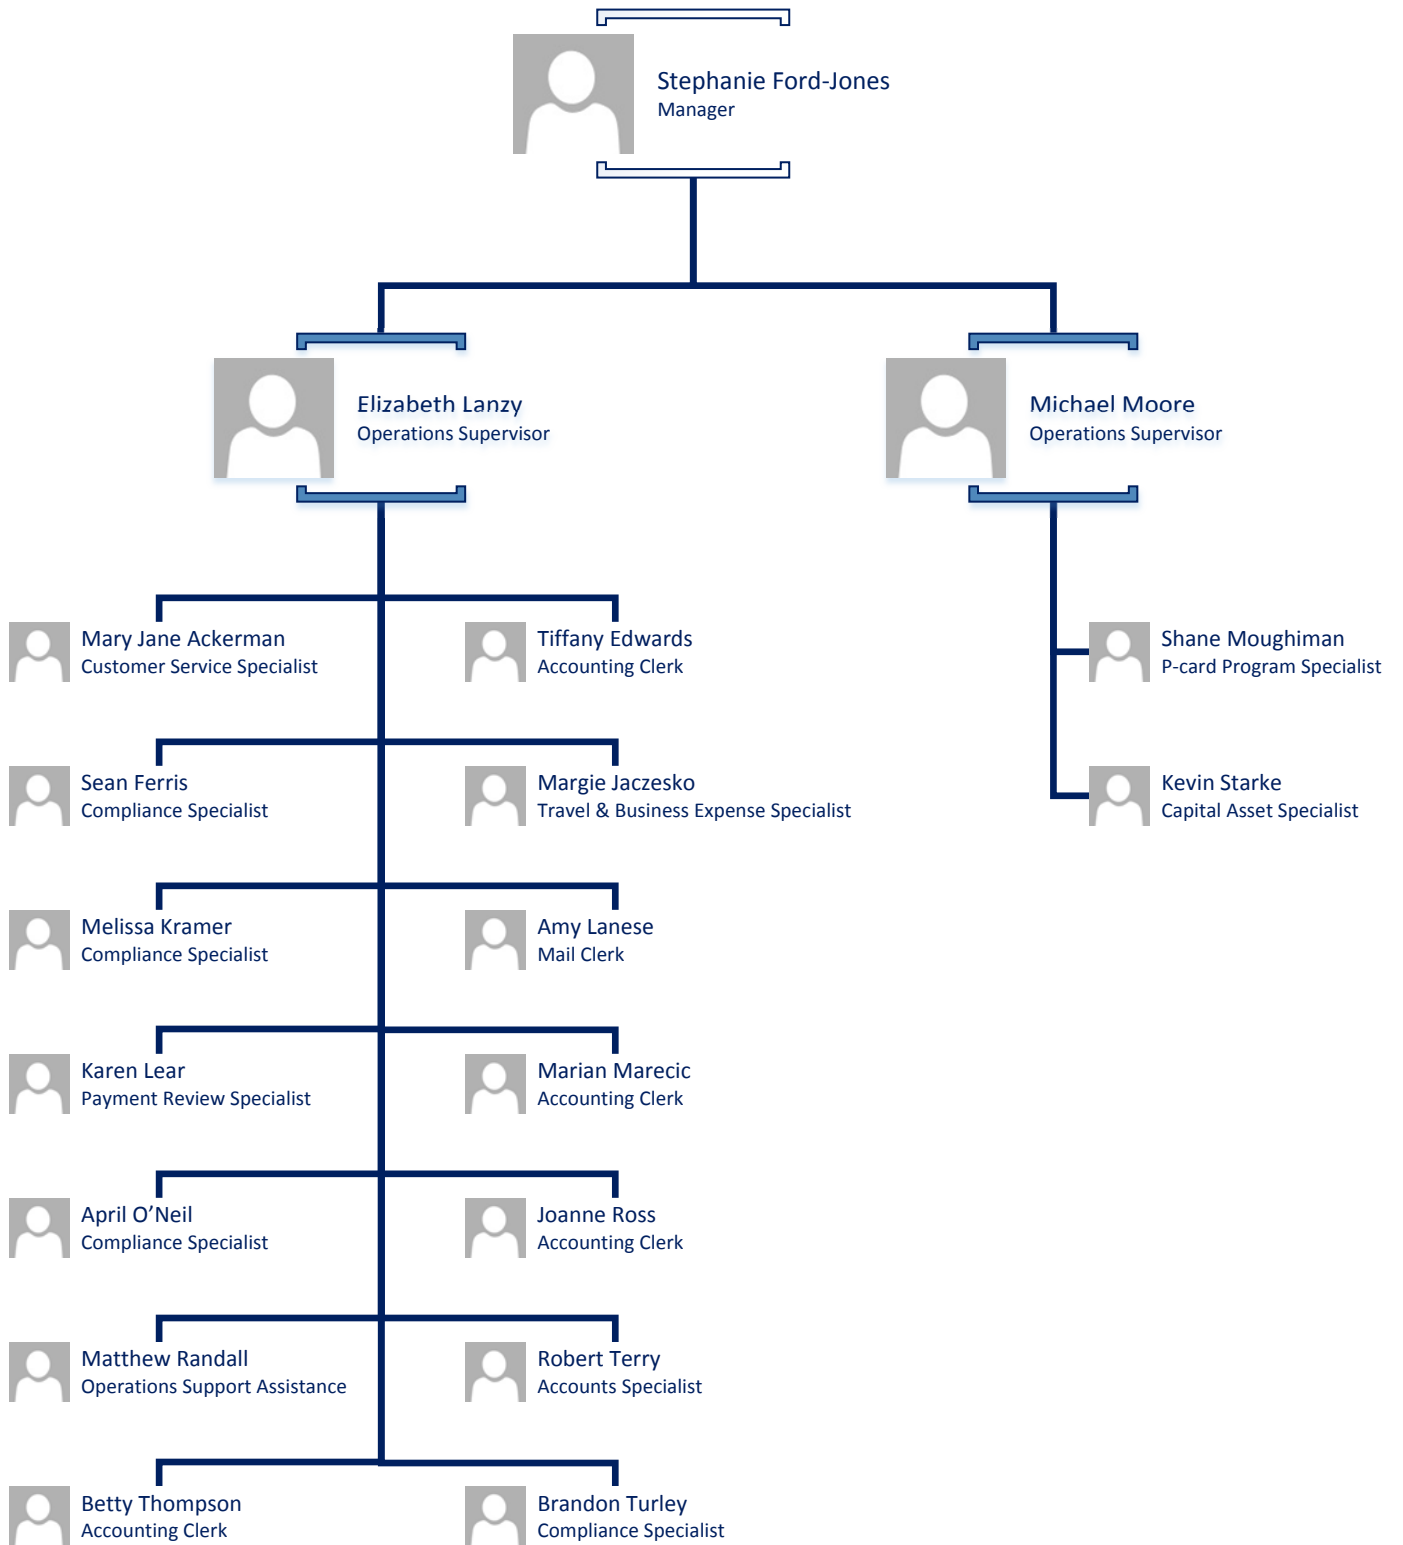 Stephanie Ford-Jones
Manager
Elizabeth Lanzy
Operations Supervisor
Michael Moore
Operations Supervisor
Mary Jane Ackerman
Customer Service Specialist
Tiffany Edwards
Accounting Clerk
Shane Moughiman
P-card Program Specialist
Sean Ferris
Compliance Specialist
Margie Jaczesko
Travel & Business Expense Specialist
Kevin Starke
Capital Asset Specialist
Melissa Kramer
Compliance Specialist
Amy Lanese
Mail Clerk
Karen Lear
Payment Review Specialist
Marian Marecic
Accounting Clerk
April O’Neil
Compliance Specialist
Joanne Ross
Accounting Clerk
Matthew Randall
Operations Support Assistance
Robert Terry
Accounts Specialist
Betty Thompson
Accounting Clerk
Brandon Turley
Compliance Specialist